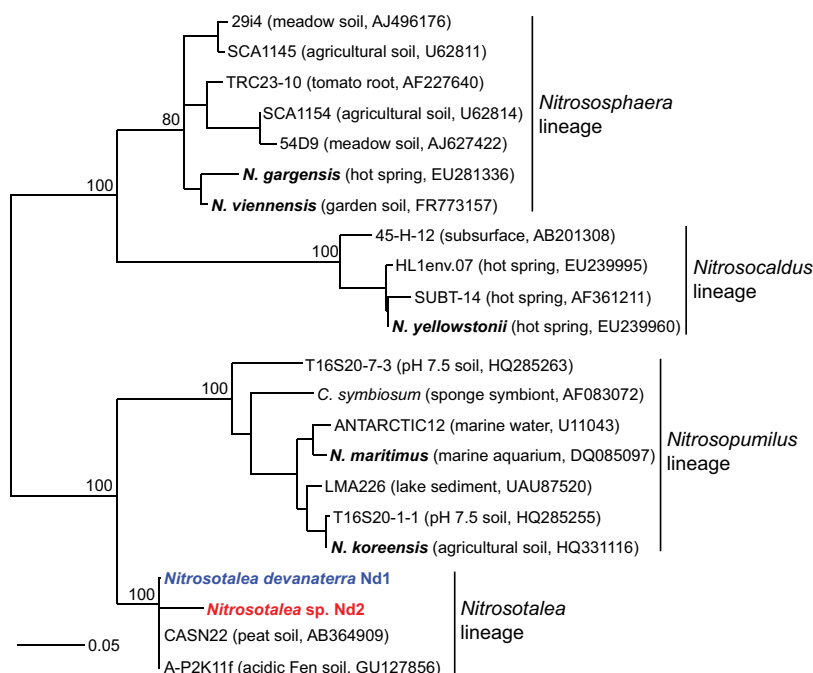 29i4 (meadow soil, AJ496176)
SCA1145 (agricultural soil, U62811)
TRC23-10 (tomato root, AF227640)
SCA1154 (agricultural soil, U62814)
54D9 (meadow soil, AJ627422)
N. gargensis (hot spring, EU281336)
N. viennensis (garden soil, FR773157)
Nitrososphaera
lineage
80
100
45-H-12 (subsurface, AB201308)
HL1env.07 (hot spring, EU239995)
SUBT-14 (hot spring, AF361211)
N. yellowstonii (hot spring, EU239960)
Nitrosocaldus
lineage
100
T16S20-7-3 (pH 7.5 soil, HQ285263)
C. symbiosum (sponge symbiont, AF083072)
ANTARCTIC12 (marine water, U11043)
N. maritimus (marine aquarium, DQ085097)
LMA226 (lake sediment, UAU87520)
T16S20-1-1 (pH 7.5 soil, HQ285255)
N. koreensis (agricultural soil, HQ331116)
Nitrosopumilus
lineage
100
100
Nitrosotalea devanaterra Nd1
Nitrosotalea sp. Nd2
CASN22 (peat soil, AB364909)
A-P2K11f (acidic Fen soil, GU127856)
Nitrosotalea
lineage
100
0.05